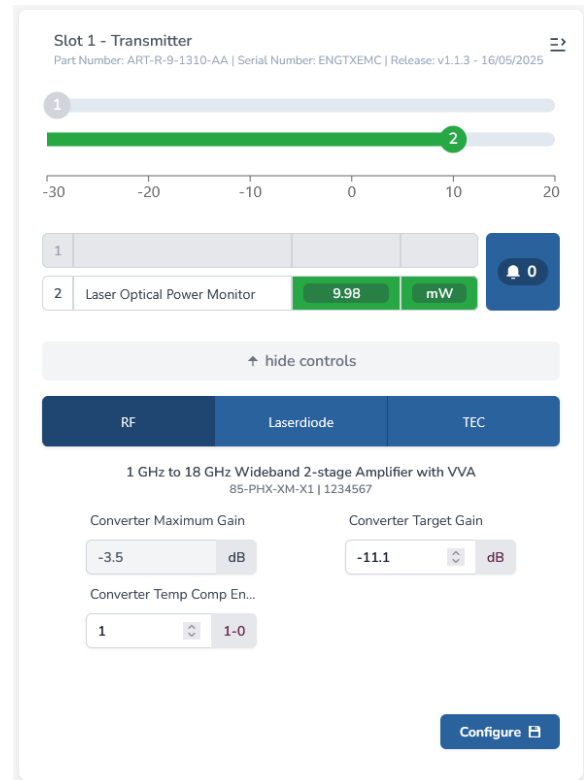 Slot 1 - Transmitter
Part Number: ART-R-9-1310-AA | Serial Number: ENGTXEMC | Release: v1.1.3 - 16/05/2025
1
2
-30 -20 -10 0 10 20
1
0
2 Laser Optical Power Monitor 9.98 mW
hide controls
RF Laserdiode TEC
1 GHz to 18 GHz Wideband 2-stage Amplifier with VVA
85-PHX-XM-X1 | 1234567
Converter Maximum Gain Converter Target Gain
-3.5 dB -11.1 dB
Converter Temp Comp En...
1 1-0
Configure